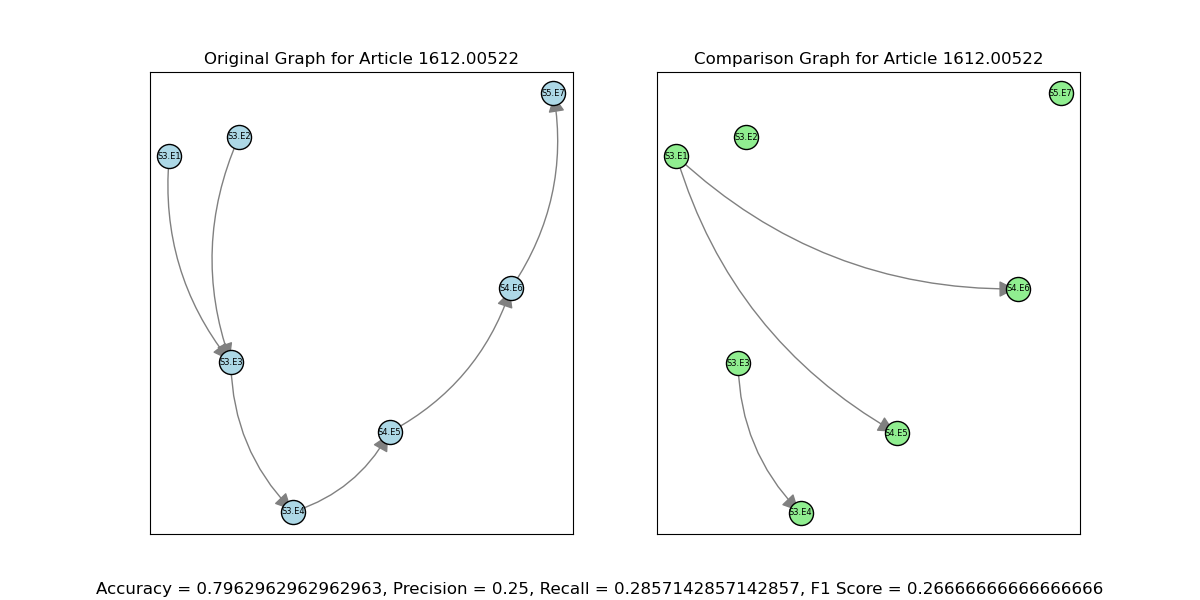 Original Graph for Article 1612.00522
Comparison Graph for Article 1612.00522
S5.E7
S3.E2
S3.E1
S4.E6
S3.E3
S4.E5
S3.E4
S5.E7
S3.E2
S3.E1
S4.E6
S3.E3
S4.E5
S3.E4
Accuracy = 0.7962962962962963, Precision = 0.25, Recall = 0.2857142857142857, F1 Score = 0.26666666666666666